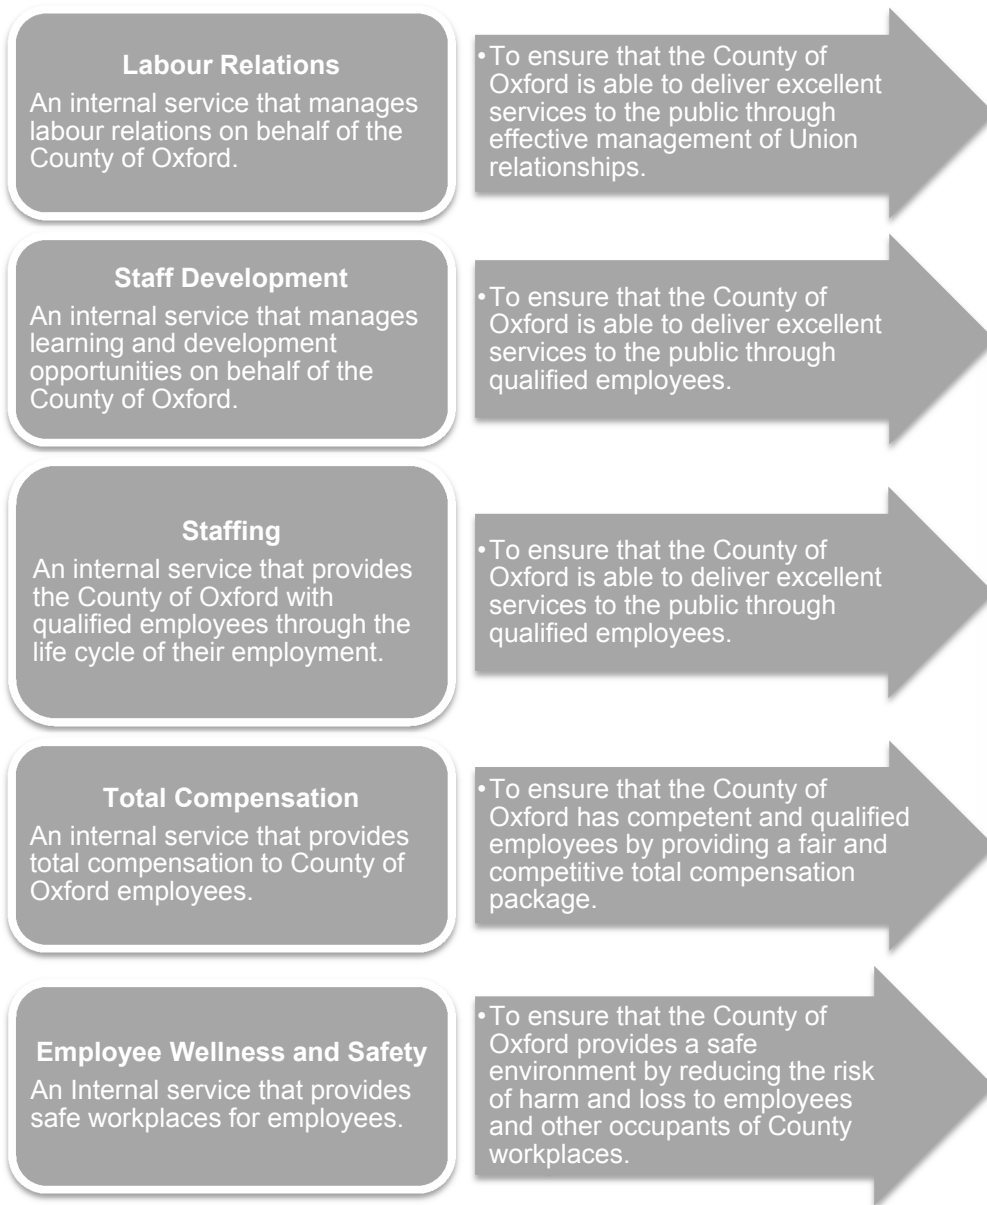 Labour Relations
An internal service that manages
labour relations on behalf of the
County of Oxford.
•To ensure that the County of
Oxford is able to deliver excellent
services to the public through
effective management of Union
relationships.
Staff Development
An internal service that manages
learning and development
opportunities on behalf of the
County of Oxford.
•To ensure that the County of
Oxford is able to deliver excellent
services to the public through
qualified employees.
Staffing
An internal service that provides
the County of Oxford with
qualified employees through the
life cycle of their employment.
•To ensure that the County of
Oxford is able to deliver excellent
services to the public through
qualified employees.
Total Compensation
An internal service that provides
total compensation to County of
Oxford employees.
•To ensure that the County of
Oxford has competent and qualified
employees by providing a fair and
competitive total compensation
package.
Employee Wellness and Safety
An Internal service that provides
safe workplaces for employees.
•To ensure that the County of
Oxford provides a safe
environment by reducing the risk
of harm and loss to employees
and other occupants of County
workplaces.